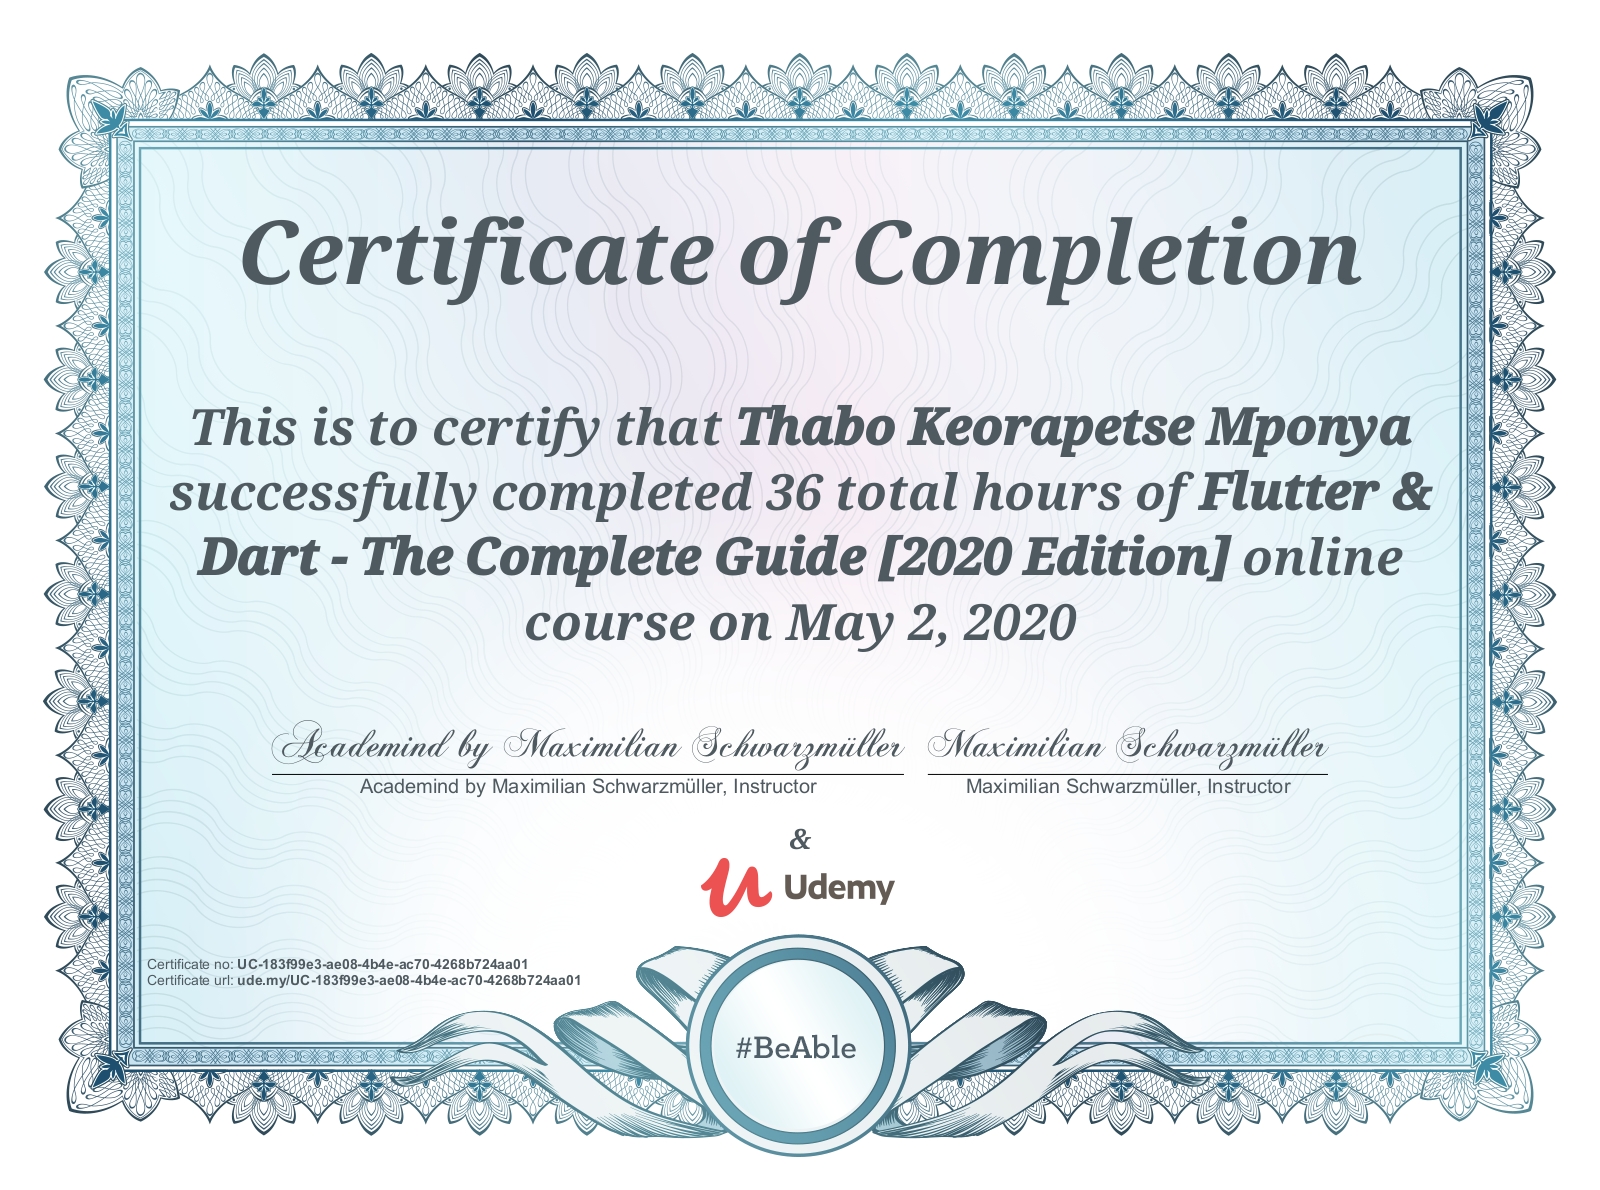 Certificate of Completion
This is to certify that Thabo Keorapetse Mponya
successfully completed 36 total hours of Flutter &
Dart - The Complete Guide [2020 Edition] online
course on May 2, 2020
Academind by Maximilian Schwarzmüller Maximilian Schwarzmüller
Academind by Maximilian Schwarzmüller, Instructor Maximilian Schwarzmüller, Instructor
&
Udemy
Certificate no: UC-183f99e3-ae08-4b4e-ac70-4268b724aa01
Certificate url: ude.my/UC-183f99e3-ae08-4b4e-ac70-4268b724aa01
#BeAble